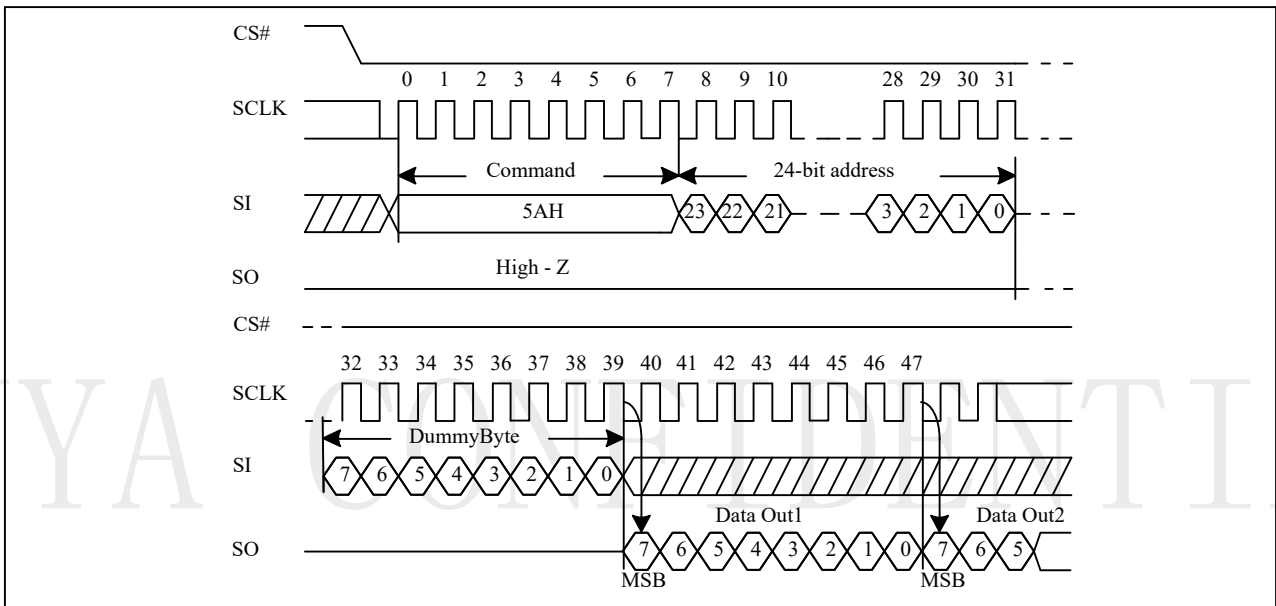 CS#
0 1 2 3 4 5 6 7 8 9 10 28 29 30 31
SCLK
Command 24-bit address
SI 5AH 23 22 21 3 2 1 0
High - Z
SO
CS#
32 33 34 35 36 37 38 39 40 41 42 43 44 45 46 47
SCLK
YA CONFIDENTIA
DummyByte
SI 7 6 5 4 3 2 1 0
Data Out1 Data Out2
SO 7 6 5 4 3 2 1 0 7 6 5
MSB MSB